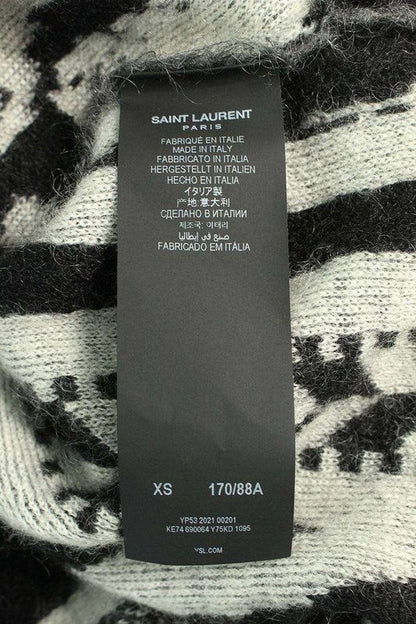 SAINT LAURENT
PARIS
FABRIQUÉ EN ITALIE
MADE IN ITALY
FABBRICATO IN ITALIA
HERGESTELLT IN ITALIEN
HECHO EN ITALIA
イタリア製
地:意大利
СДЕЛАНО В ИТАЛИИ
제조국: 이태리
صنع في إيطاليا
FABRICADO EM ITÁLIA
XS 170/88A
YP53 2021 00201
KE74 690064 Y75KD 1095
YSL.COM